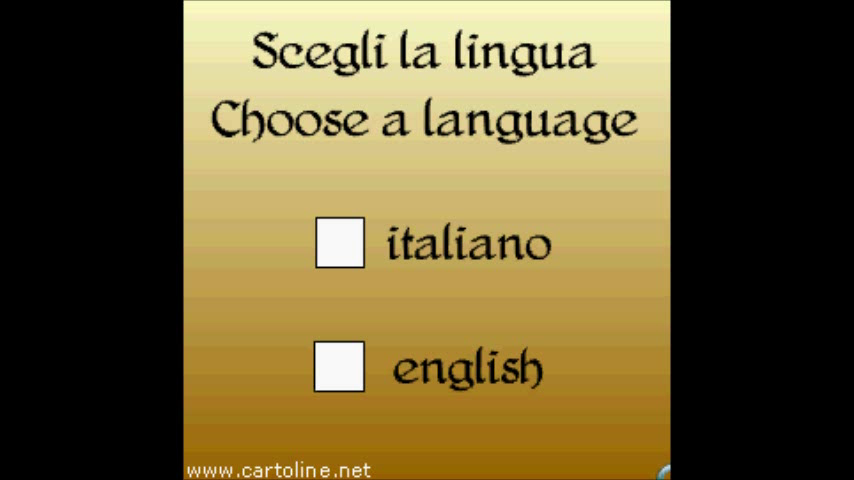 Scegli la lingua
Choose a language
italiano
english
www.cartoline.net